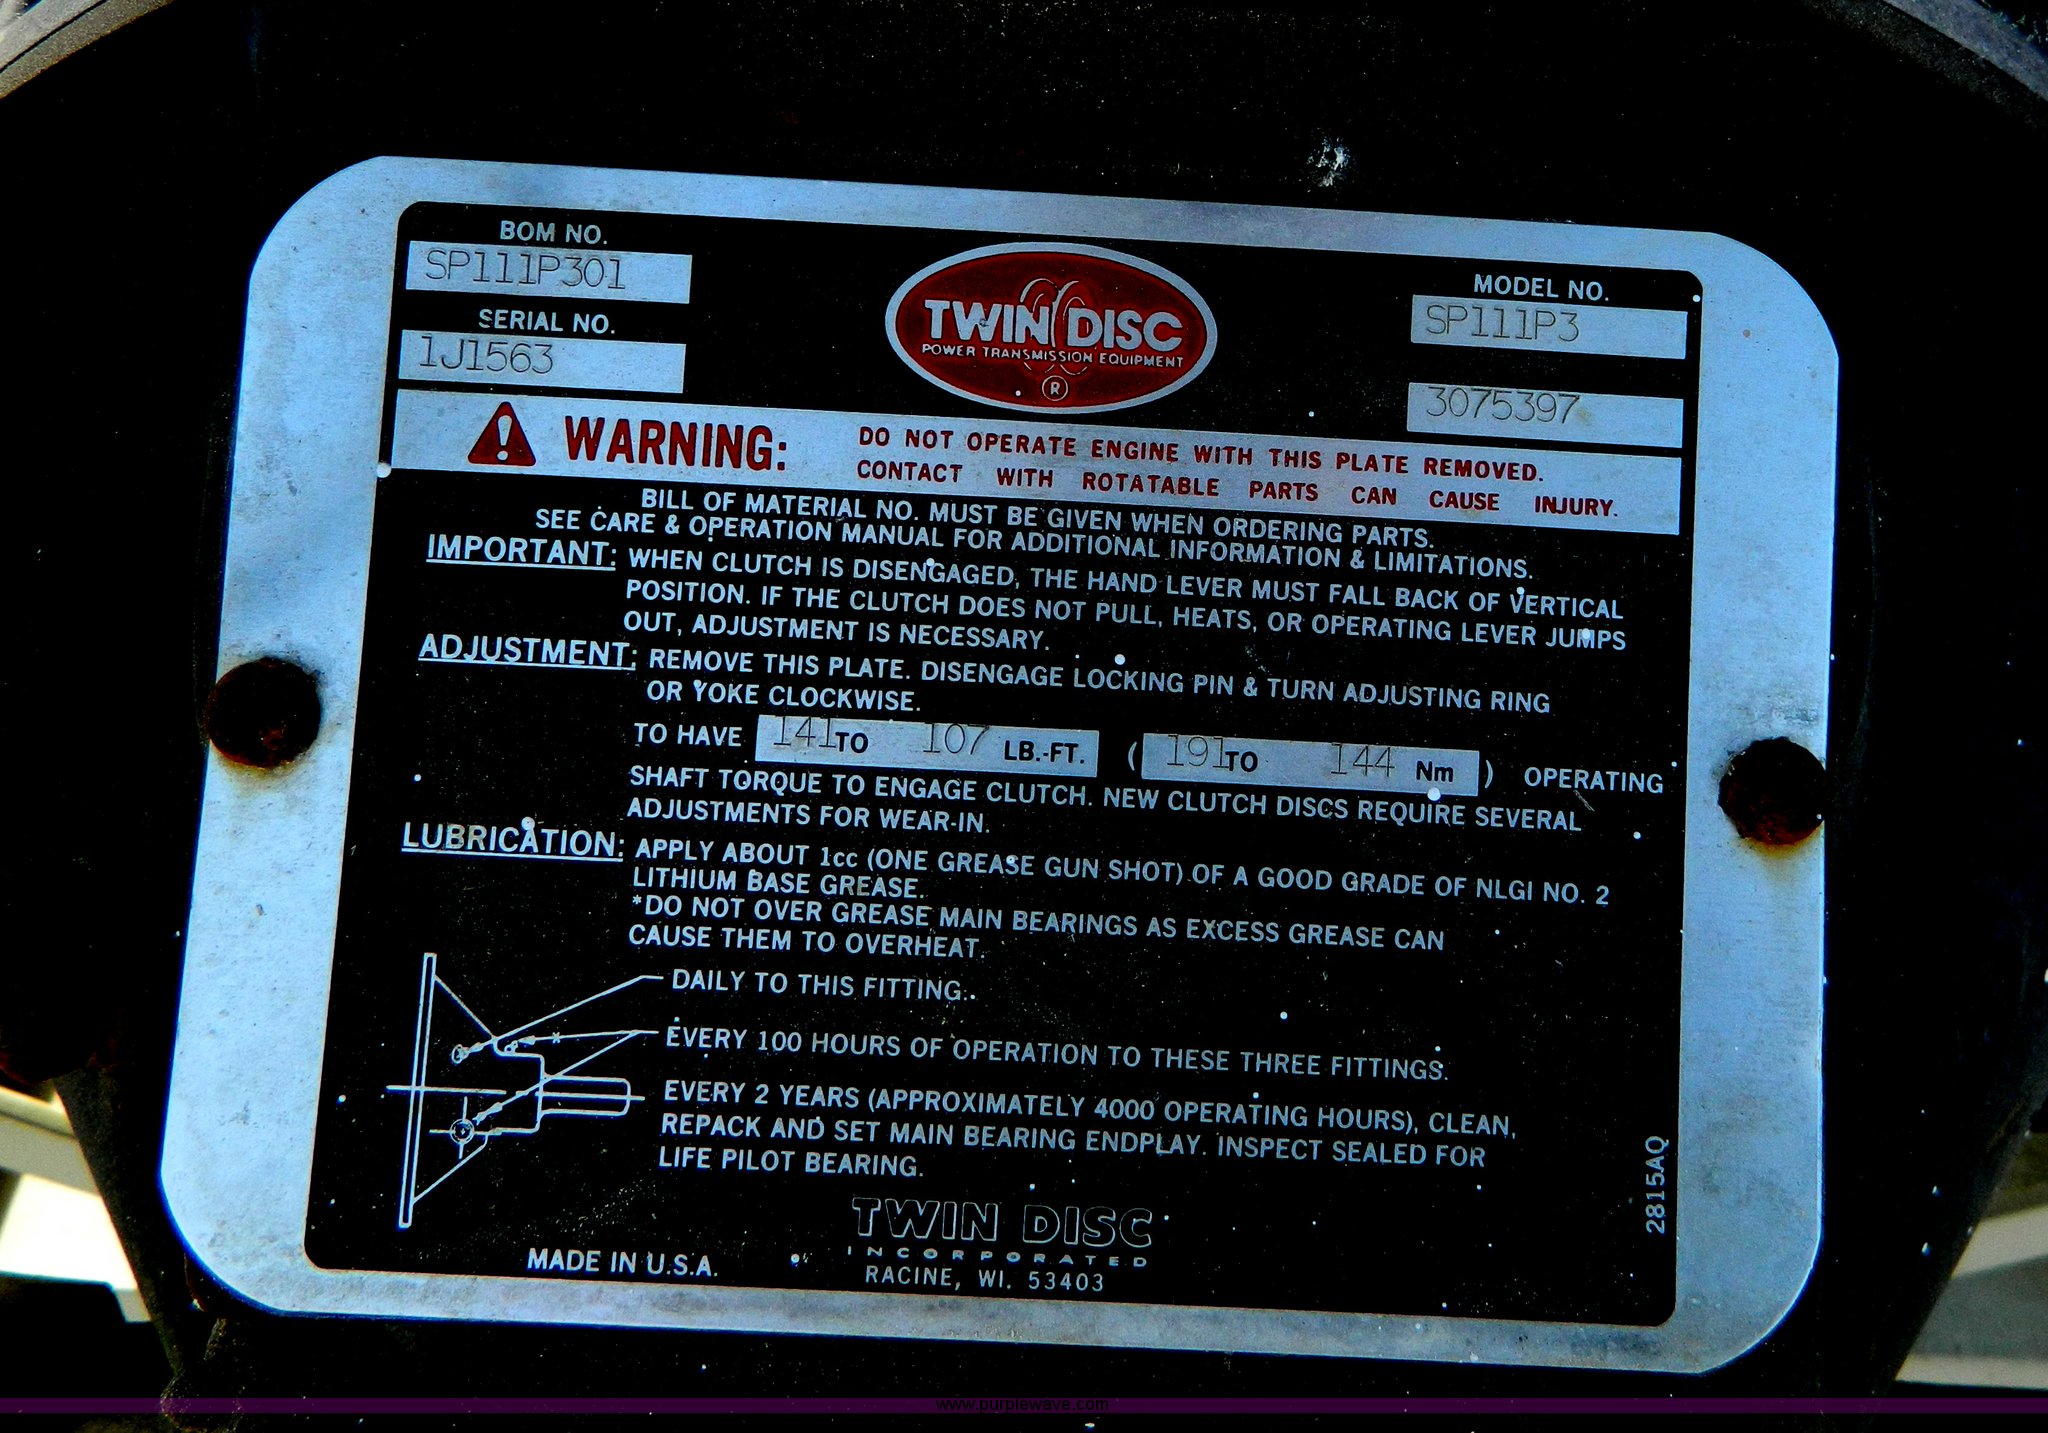 BOM NO.
SP111P301
SERIAL NO.
1J1563
TWIN DISC
POWER TRANSMISSION EQUIPMENT
®
MODEL NO.
SP111P3
3075397
WARNING: DO NOT OPERATE ENGINE WITH THIS PLATE REMOVED.
CONTACT WITH ROTATABLE PARTS CAN CAUSE INJURY.
BILL OF MATERIAL NO. MUST BE GIVEN WHEN ORDERING PARTS.
SEE CARE & OPERATION MANUAL FOR ADDITIONAL INFORMATION & LIMITATIONS.
IMPORTANT: WHEN CLUTCH IS DISENGAGED, THE HAND LEVER MUST FALL BACK OF VERTICAL
POSITION. IF THE CLUTCH DOES NOT PULL, HEATS, OR OPERATING LEVER JUMPS
OUT, ADJUSTMENT IS NECESSARY.
ADJUSTMENT: REMOVE THIS PLATE. DISENGAGE LOCKING PIN & TURN ADJUSTING RING
OR YOKE CLOCKWISE.
TO HAVE 141 TO 107 LB.-FT. ( 191 TO 144 Nm ) OPERATING
SHAFT TORQUE TO ENGAGE CLUTCH. NEW CLUTCH DISCS REQUIRE SEVERAL
ADJUSTMENTS FOR WEAR-IN.
LUBRICATION: APPLY ABOUT 1cc (ONE GREASE GUN SHOT) OF A GOOD GRADE OF NLGI NO. 2
LITHIUM BASE GREASE.
*DO NOT OVER GREASE MAIN BEARINGS AS EXCESS GREASE CAN
CAUSE THEM TO OVERHEAT.
DAILY TO THIS FITTING.
EVERY 100 HOURS OF OPERATION TO THESE THREE FITTINGS.
EVERY 2 YEARS (APPROXIMATELY 4000 OPERATING HOURS), CLEAN,
REPACK AND SET MAIN BEARING ENDPLAY. INSPECT SEALED FOR
LIFE PILOT BEARING.
2815AQ
TWIN DISC
INCORPORATED
MADE IN U.S.A.
RACINE, WI. 53403
www.purplewave.com